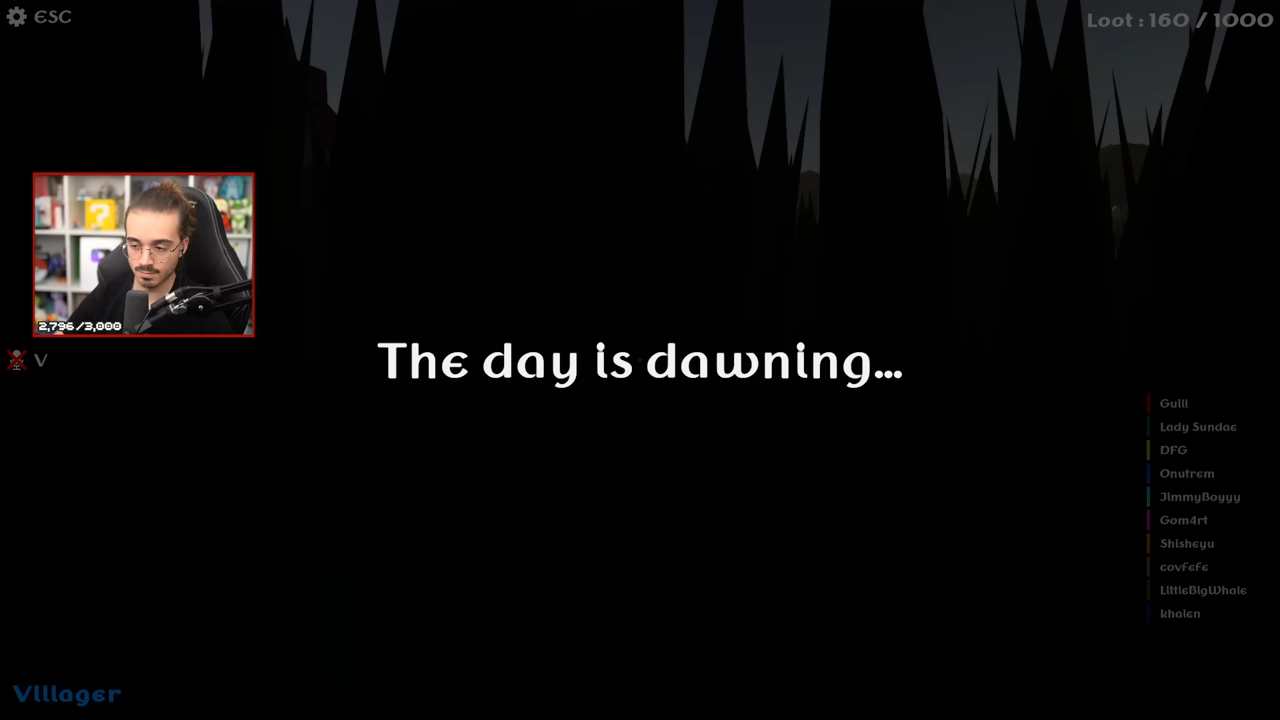 ESC
Loot : 160 / 1000
?
2,796/3,000
V
The day is dawning...
Gulll
Lady Sundae
DFG
Onutrem
JimmyBoyyy
Gom4rt
Shisheyu
covfefe
LittleBigWhale
khalen
Villager